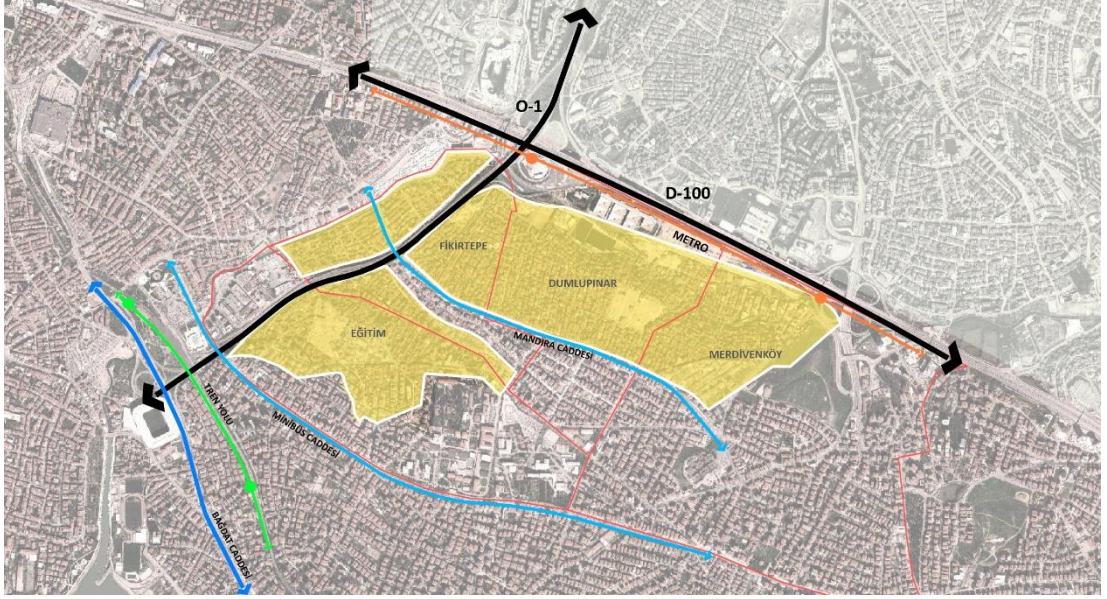 O-1
D-100
METRO
FİKİRTEPE
DUMLUPINAR
EĞİTİM
MANDIRA CADDESİ
MERDİVENKÖY
TREN YOLU
MİNİBÜS CADDESİ
BAĞDAT CADDESİ